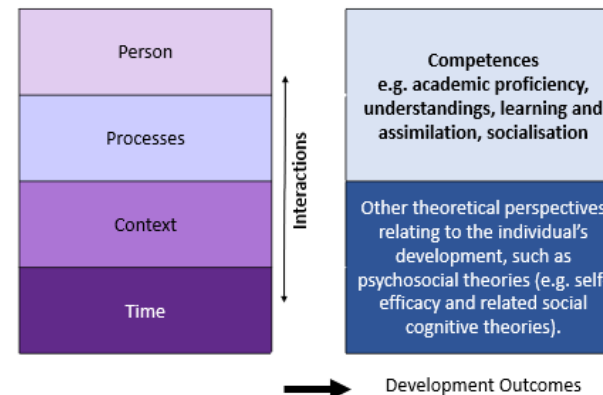 Person
Processes
Context
Time
Interactions
Competences
e.g. academic proficiency,
understandings, learning and
assimilation, socialisation
Other theoretical perspectives
relating to the individual's
development, such as
psychosocial theories (e.g. self
efficacy and related social
cognitive theories).
Development Outcomes